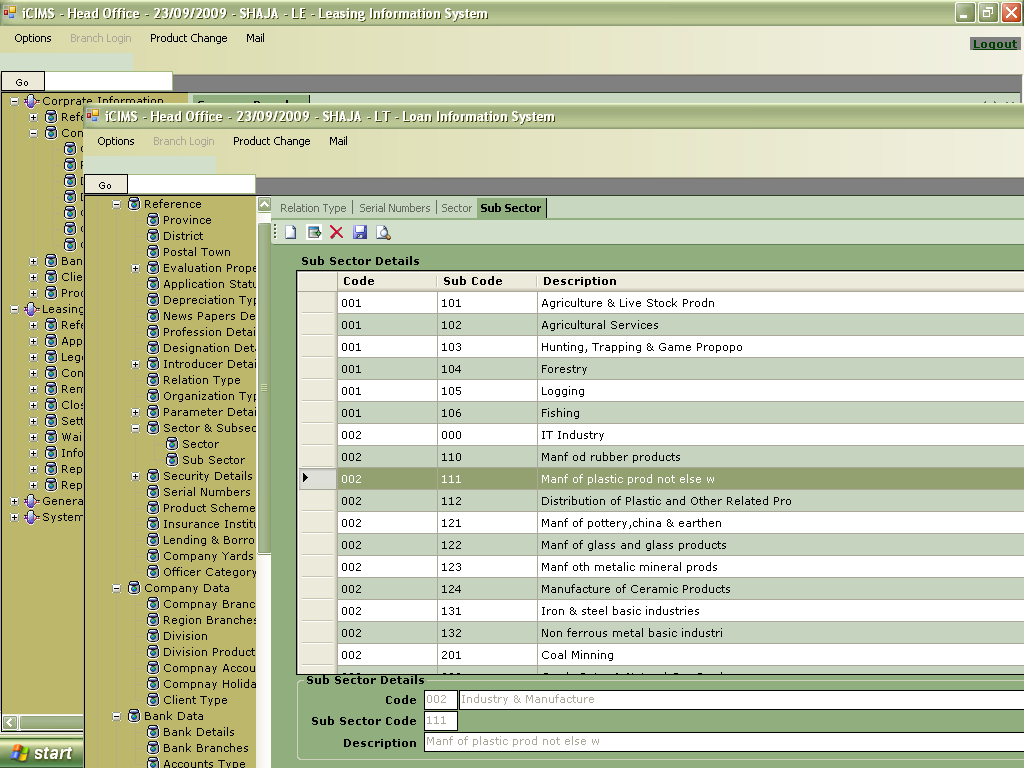 iCIMS - Head Office - 23/09/2009 - SHAJA - LE - Leasing Information System
Options Branch Login Product Change Mail
Logout
Go
Corprate Information
Refe
Con
Ban
Clie
Proc
Leasing
Refe
App
Lega
Con
Ren
Clos
Sett
Wai
Info
Rep
Rep
Genera
System
start
iCIMS - Head Office - 23/09/2009 - SHAJA - LT - Loan Information System
Options Branch Login Product Change Mail
Go
Reference
Province
District
Postal Town
Evaluation Prope
Application Statu
Depreciation Typ
News Papers De
Profession Detai
Designation Deta
Introducer Detai
Relation Type
Organization Typ
Parameter Detai
Sector & Subsec
Sector
Sub Sector
Security Details
Serial Numbers
Product Scheme
Insurance Instit
Lending & Borro
Company Yards
Officer Category
Company Data
Compnay Branc
Region Branches
Division
Division Product
Compnay Accou
Compnay Holida
Client Type
Bank Data
Bank Details
Bank Branches
Accounts Type
Relation Type Serial Numbers Sector Sub Sector
Sub Sector Details
Code Sub Code Description
001 101 Agriculture & Live Stock Prodn
001 102 Agricultural Services
001 103 Hunting, Trapping & Game Propopo
001 104 Forestry
001 105 Logging
001 106 Fishing
002 000 IT Industry
002 110 Manf od rubber products
002 111 Manf of plastic prod not else w
002 112 Distribution of Plastic and Other Related Pro
002 121 Manf of pottery,china & earthen
002 122 Manf of glass and glass products
002 123 Manf oth metalic mineral prods
002 124 Manufacture of Ceramic Products
002 131 Iron & steel basic industries
002 132 Non ferrous metal basic industri
002 201 Coal Minning
Sub Sector Details
Code 002 Industry & Manufacture
Sub Sector Code 111
Description Manf of plastic prod not else w